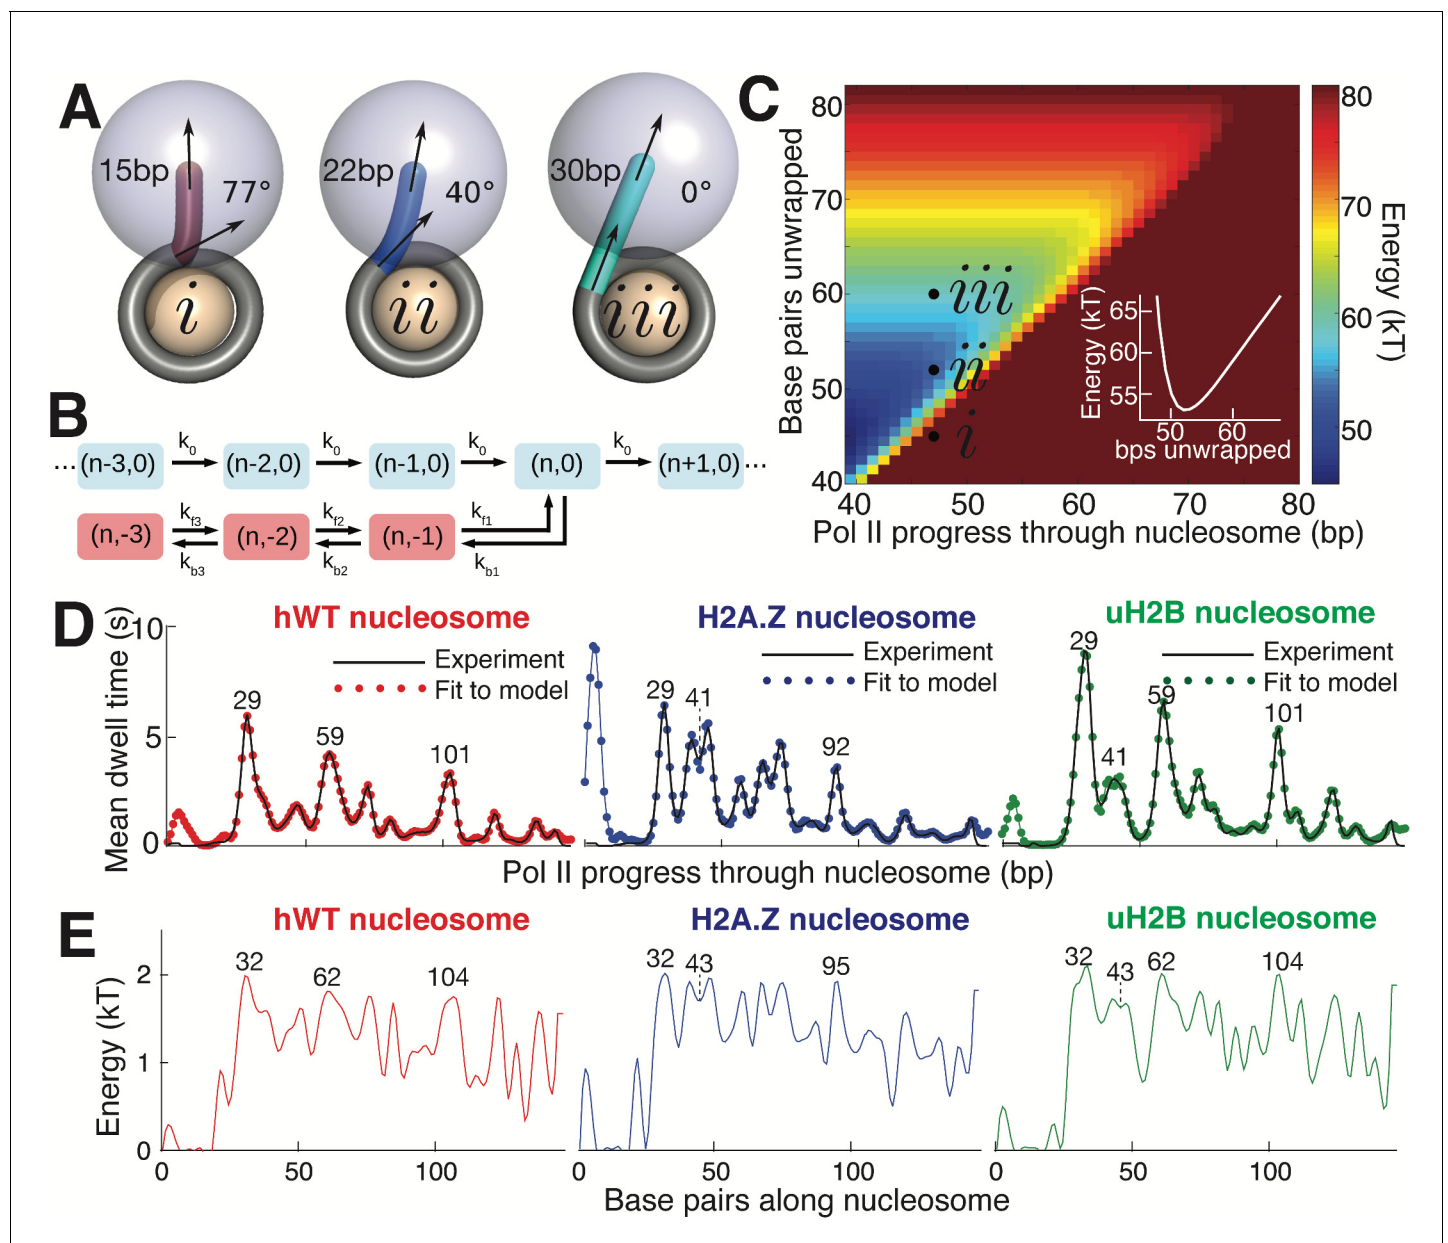 A
15bp
77°
i
22bp
40°
ii
30bp
0°
iii
B
...(n-3,0)
k0
(n-2,0)
k0
(n-1,0)
k0
(n,0)
k0
(n+1,0)...
(n,-3)
kf3
kb3
(n,-2)
kf2
kb2
(n,-1)
kf1
kb1
C
Base pairs unwrapped
80
70
60
50
40
iii
ii
i
40
50
60
70
80
Pol II progress through nucleosome (bp)
Energy (kT)
65
60
55
50
60
bps unwrapped
80
70
60
50
Energy (kT)
D
Mean dwell time (s)
10
5
0
hWT nucleosome
Experiment
Fit to model
29
59
101
H2A.Z nucleosome
Experiment
Fit to model
29
41
92
uH2B nucleosome
Experiment
Fit to model
29
41
59
101
Pol II progress through nucleosome (bp)
E
Energy (kT)
2
1
0
hWT nucleosome
32
62
104
0
50
100
H2A.Z nucleosome
32
43
95
0
50
100
uH2B nucleosome
32
43
62
104
0
50
100
Base pairs along nucleosome